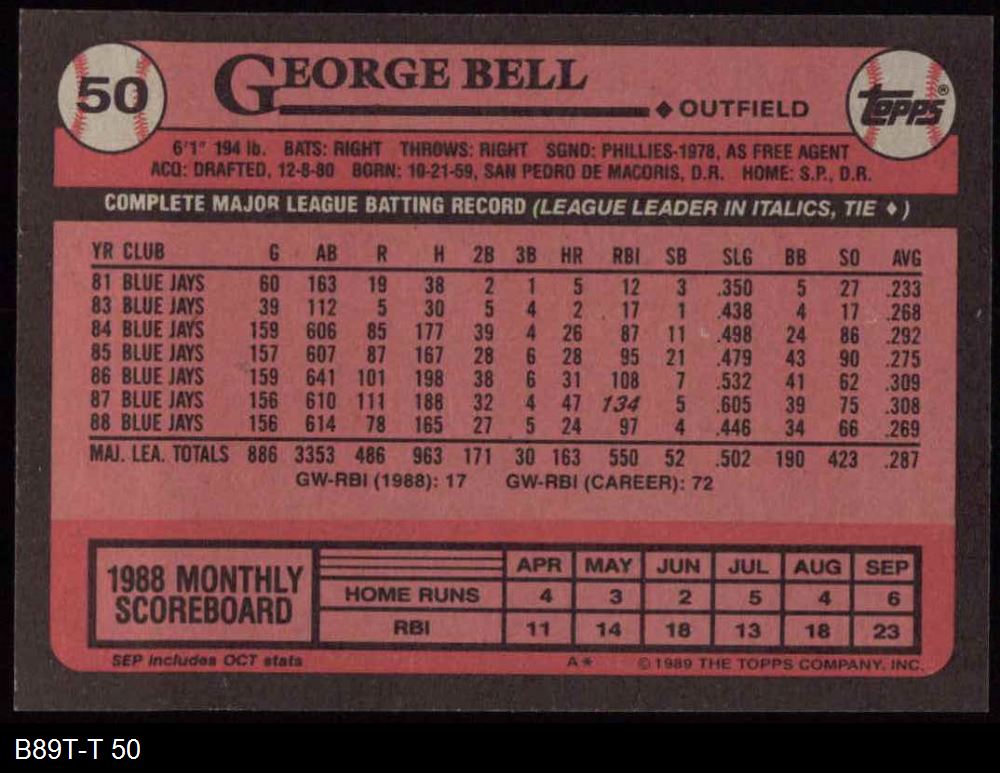 50
GEORGE BELL
♦ OUTFIELD
TOPPS®
6'1" 194 lb. BATS: RIGHT THROWS: RIGHT SGND: PHILLIES-1978, AS FREE AGENT
ACQ: DRAFTED, 12-8-80 BORN: 10-21-59, SAN PEDRO DE MACORIS, D.R. HOME: S.P., D.R.
COMPLETE MAJOR LEAGUE BATTING RECORD (LEAGUE LEADER IN ITALICS, TIE ♦)
YR CLUB G AB R H 2B 3B HR RBI SB SLG BB SO AVG
81 BLUE JAYS 60 163 19 38 2 1 5 12 3 .350 5 27 .233
83 BLUE JAYS 39 112 5 30 5 4 2 17 1 .438 4 17 .268
84 BLUE JAYS 159 606 85 177 39 4 26 87 11 .498 24 86 .292
85 BLUE JAYS 157 607 87 167 28 6 28 95 21 .479 43 90 .275
86 BLUE JAYS 159 641 101 198 38 6 31 108 7 .532 41 62 .309
87 BLUE JAYS 156 610 111 188 32 4 47 134 5 .605 39 75 .308
88 BLUE JAYS 156 614 78 165 27 5 24 97 4 .446 34 66 .269
MAJ. LEA. TOTALS 886 3353 486 963 171 30 163 550 52 .502 190 423 .287
GW-RBI (1988): 17 GW-RBI (CAREER): 72
1988 MONTHLY SCOREBOARD
APR MAY JUN JUL AUG SEP
HOME RUNS 4 3 2 5 4 6
RBI 11 14 18 13 18 23
SEP includes OCT stats A* © 1989 THE TOPPS COMPANY, INC.
B89T-T 50